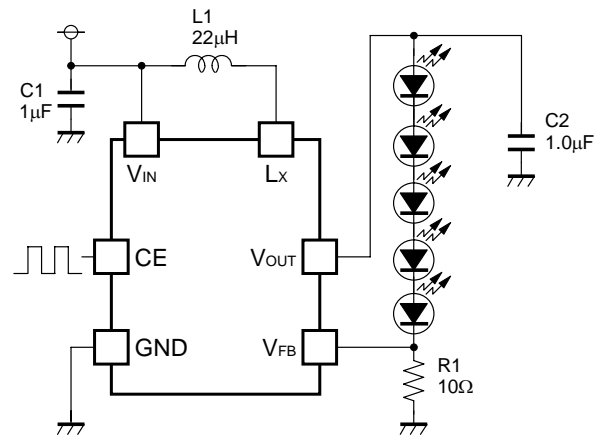 L1
22μH
C1
1μF
VIN
LX
C2
1.0μF
CE
VOUT
GND
VFB
R1
10Ω